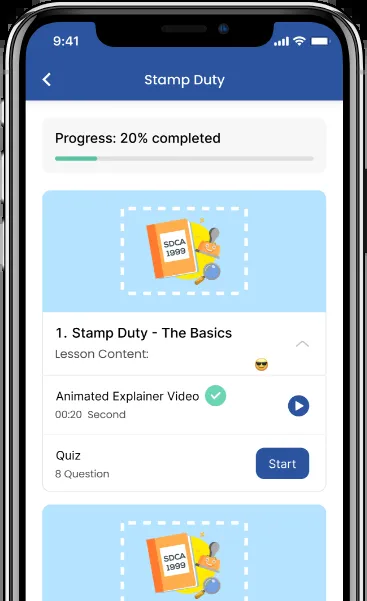 9:41
Stamp Duty
Progress: 20% completed
SDCA
1999
1. Stamp Duty - The Basics
Lesson Content:
Animated Explainer Video
00:20 Second
Quiz
8 Question
Start
SDCA
1999